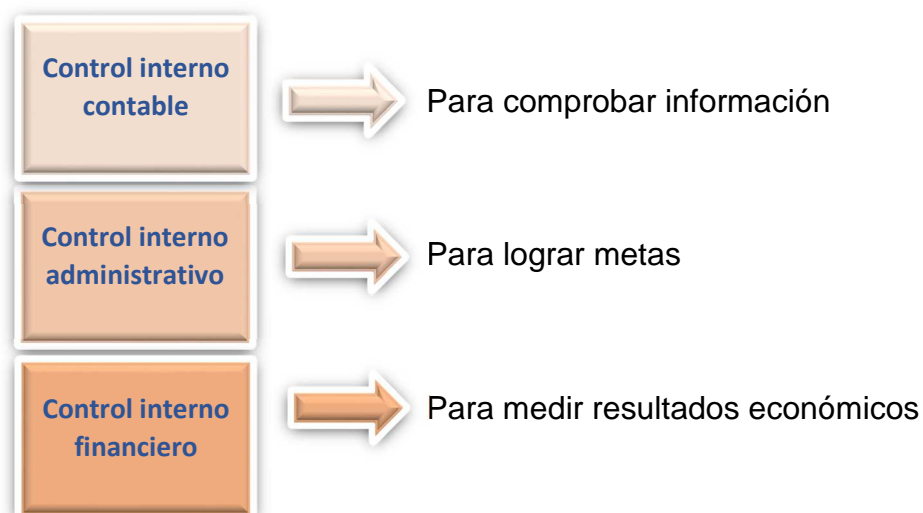 Control interno
contable
Para comprobar información
Control interno
administrativo
Para lograr metas
Control interno
financiero
Para medir resultados económicos